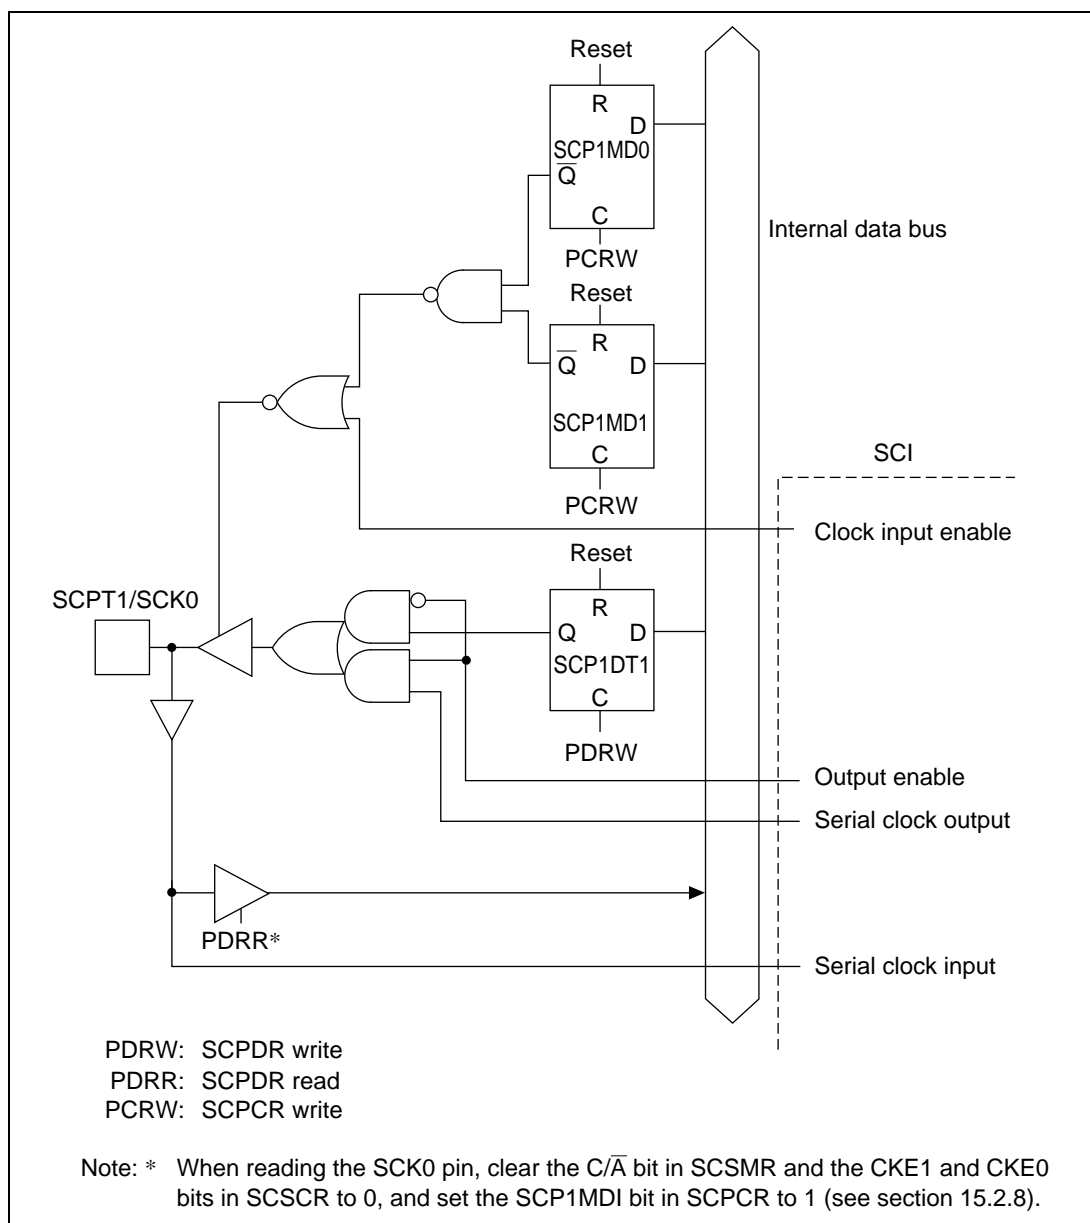 Reset
R
D
SCP1MD0
Q̅
C
PCRW
Internal data bus
Reset
R
Q̅ D
SCP1MD1
C
PCRW
SCI
Clock input enable
Reset
SCPT1/SCK0
R
Q D
SCP1DT1
C
PDRW
Output enable
Serial clock output
PDRR*
Serial clock input
PDRW: SCPDR write
PDRR: SCPDR read
PCRW: SCPCR write
Note: * When reading the SCK0 pin, clear the C/A̅ bit in SCSMR and the CKE1 and CKE0
bits in SCSCR to 0, and set the SCP1MDI bit in SCPCR to 1 (see section 15.2.8).